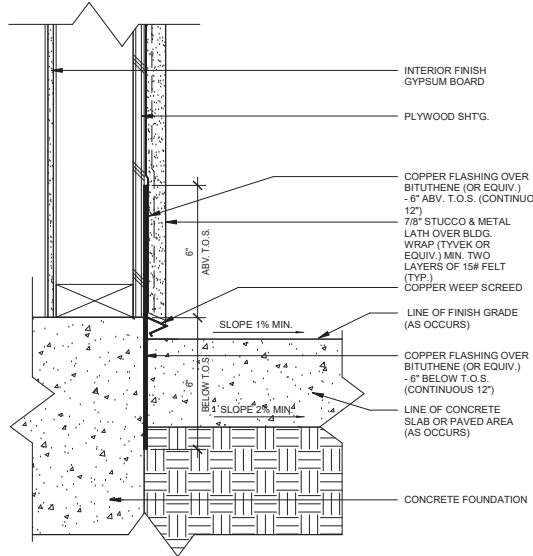 INTERIOR FINISH
GYPSUM BOARD
PLYWOOD SHT'G.
COPPER FLASHING OVER
BITUTHENE (OR EQUIV.)
- 6" ABV. T.O.S. (CONTINUO
12")
7/8" STUCCO & METAL
LATH OVER BLDG.
WRAP (TYVEK OR
EQUIV.) MIN. TWO
LAYERS OF 15# FELT
(TYP.)
COPPER WEEP SCREED
6"
ABV. T.O.S.
SLOPE 1% MIN.
LINE OF FINISH GRADE
(AS OCCURS)
6"
BELOW T.O.S
COPPER FLASHING OVER
BITUTHENE (OR EQUIV.)
- 6" BELOW T.O.S.
(CONTINUOUS 12")
SLOPE 2% MIN.
LINE OF CONCRETE
SLAB OR PAVED AREA
(AS OCCURS)
CONCRETE FOUNDATION